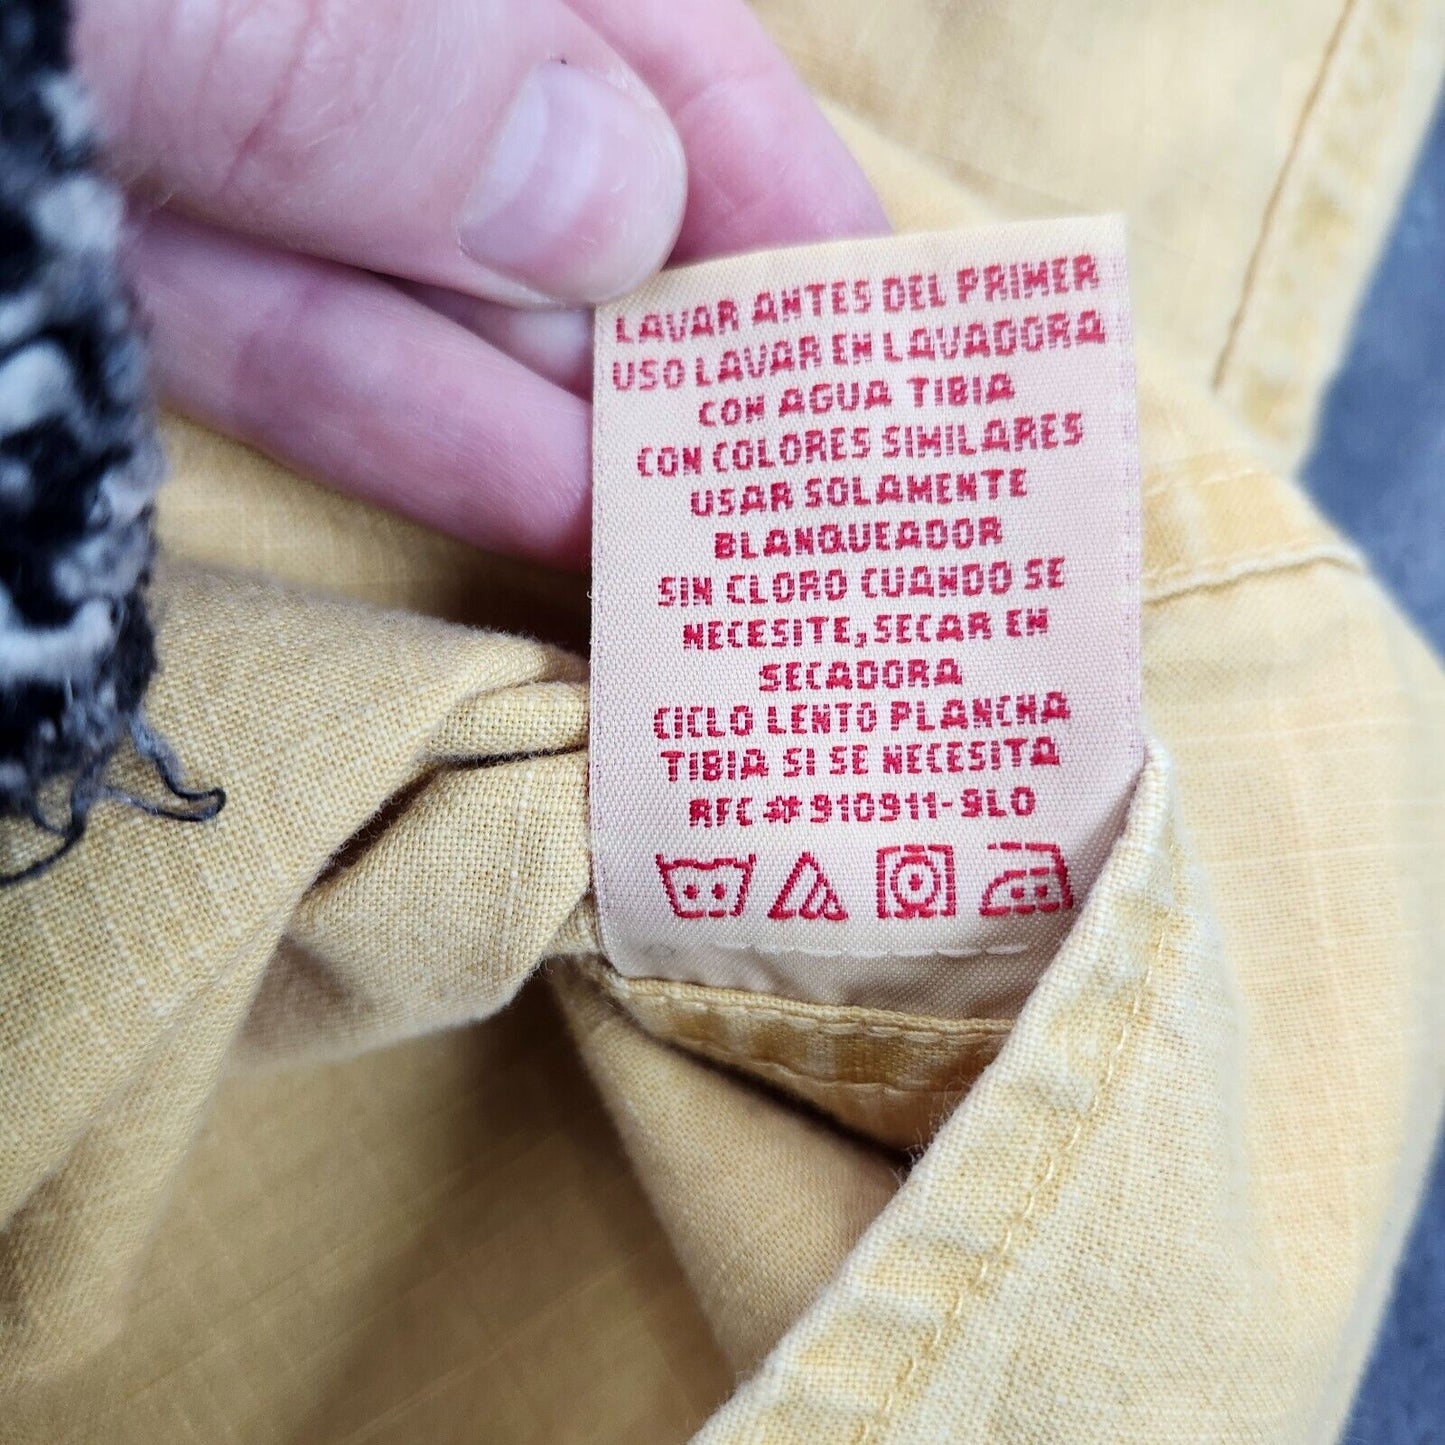 LAVAR ANTES DEL PRIMER
USO LAVAR EN LAVADORA
CON AGUA TIBIA
CON COLORES SIMILARES
USAR SOLAMENTE
BLANQUEADOR
SIN CLORO CUANDO SE
NECESITE, SECAR EN
SECADORA
CICLO LENTO PLANCHA
TIBIA SI SE NECESITA
RFC#910911-9L0